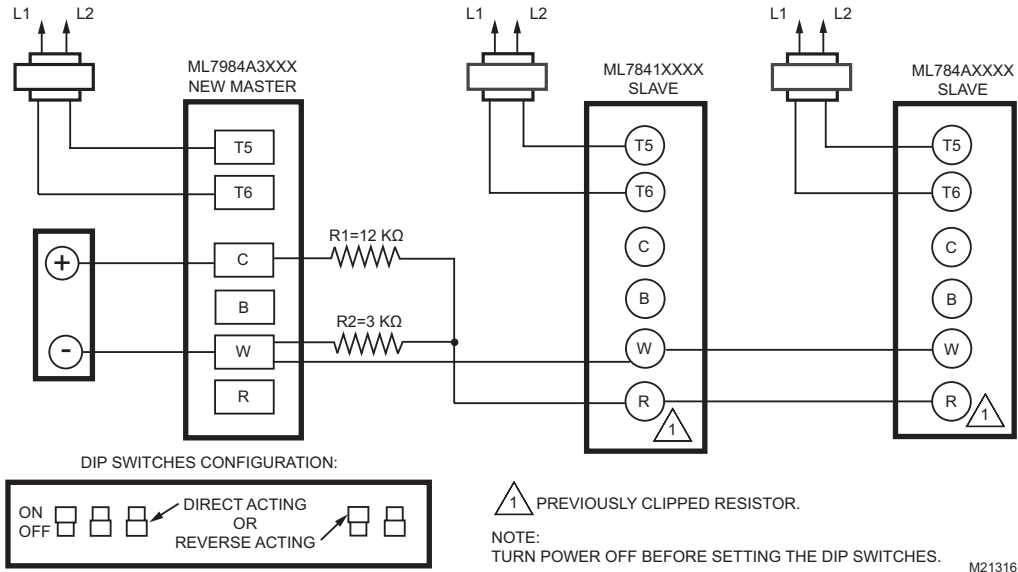 L1 L2
L1 L2
L1 L2
ML7984A3XXX
NEW MASTER
ML7841XXXX
SLAVE
ML784AXXXX
SLAVE
T5
T6
C
B
W
R
+
-
R1=12 KΩ
R2=3 KΩ
T5
T6
C
B
W
R
1
T5
T6
C
B
W
R
1
DIP SWITCHES CONFIGURATION:
ON
OFF
DIRECT ACTING
OR
REVERSE ACTING
1 PREVIOUSLY CLIPPED RESISTOR.
NOTE:
TURN POWER OFF BEFORE SETTING THE DIP SWITCHES.
M21316